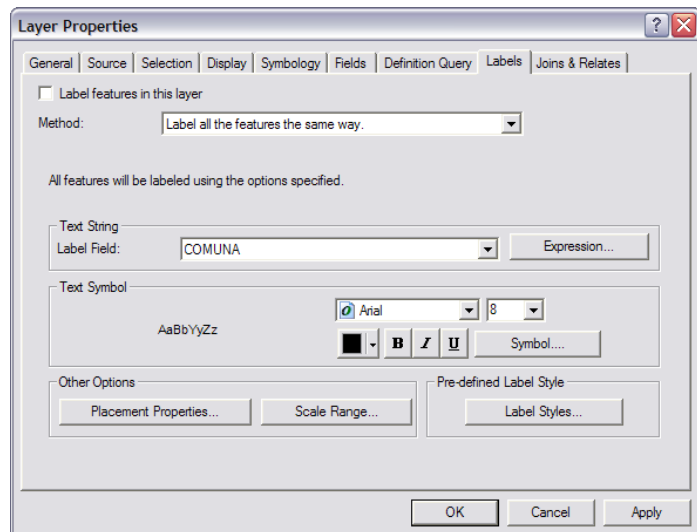 Layer Properties
General Source Selection Display Symbology Fields Definition Query Labels Joins & Relates
Label features in this layer
Method: Label all the features the same way.
All features will be labeled using the options specified.
Text String
Label Field: COMUNA Expression...
Text Symbol
AaBbYyZz
Arial 8
B I U Symbol....
Other Options
Placement Properties... Scale Range...
Pre-defined Label Style
Label Styles...
OK Cancel Apply